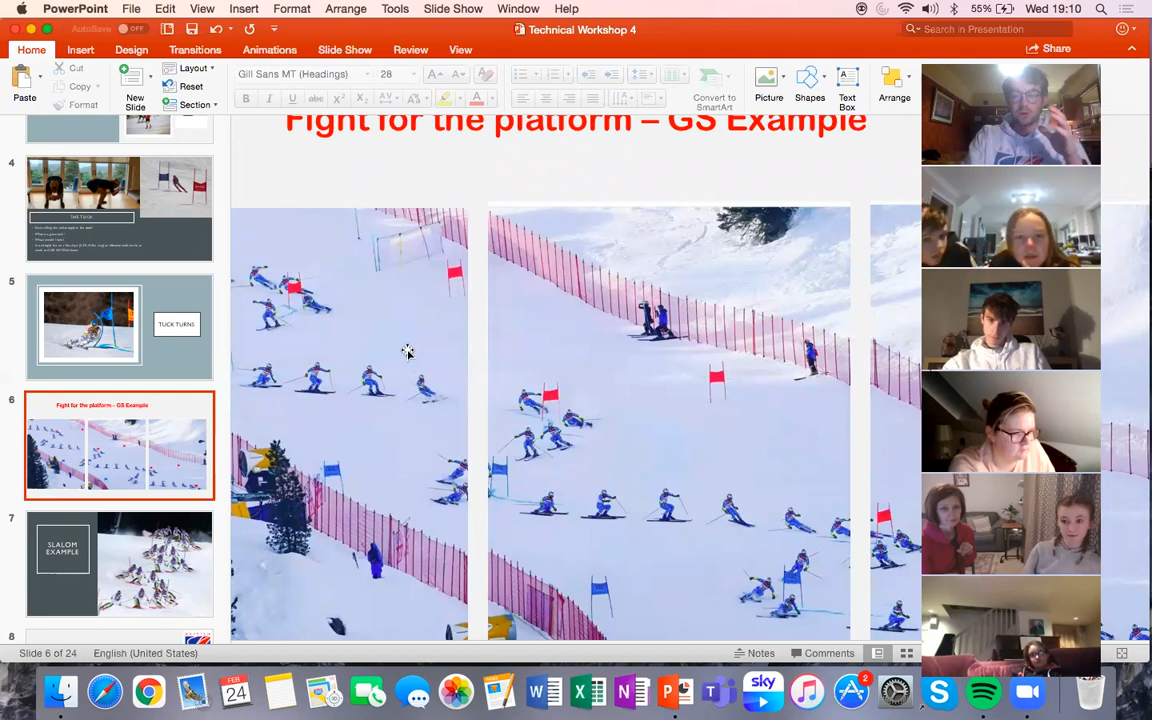 PowerPoint File Edit View Insert Format Arrange Tools Slide Show Window Help 55% Wed 19:10
AutoSave OFF Technical Workshop 4 Search in Presentation
Home Insert Design Transitions Animations Slide Show Review View Share
Paste Cut Copy Format New Slide Layout Reset Section
Gill Sans MT (Headings) 28
Convert to SmartArt Picture Shapes Text Box Arrange
Fight for the platform – GS Example
4
THE TUCK
5
TUCK TURNS
6
Fight for the platform – GS Example
7
SLALOM
EXAMPLE
8
Slide 6 of 24 English (United States) Notes Comments
FEB
24
sky
2